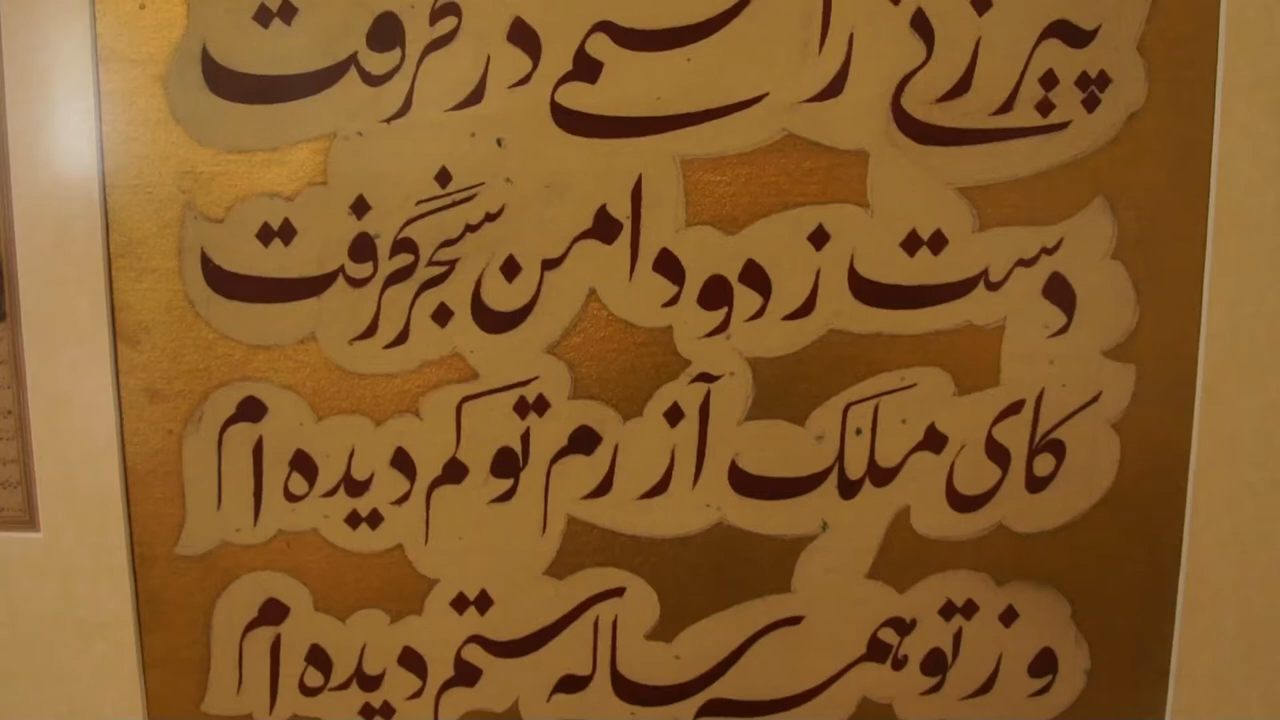 پیرزنی را ستمی درگرفت
دست زد و دامن سنجر گرفت
کای ملک آزرم تو کم دیده ام
وز تو همه ساله ستم دیده ام